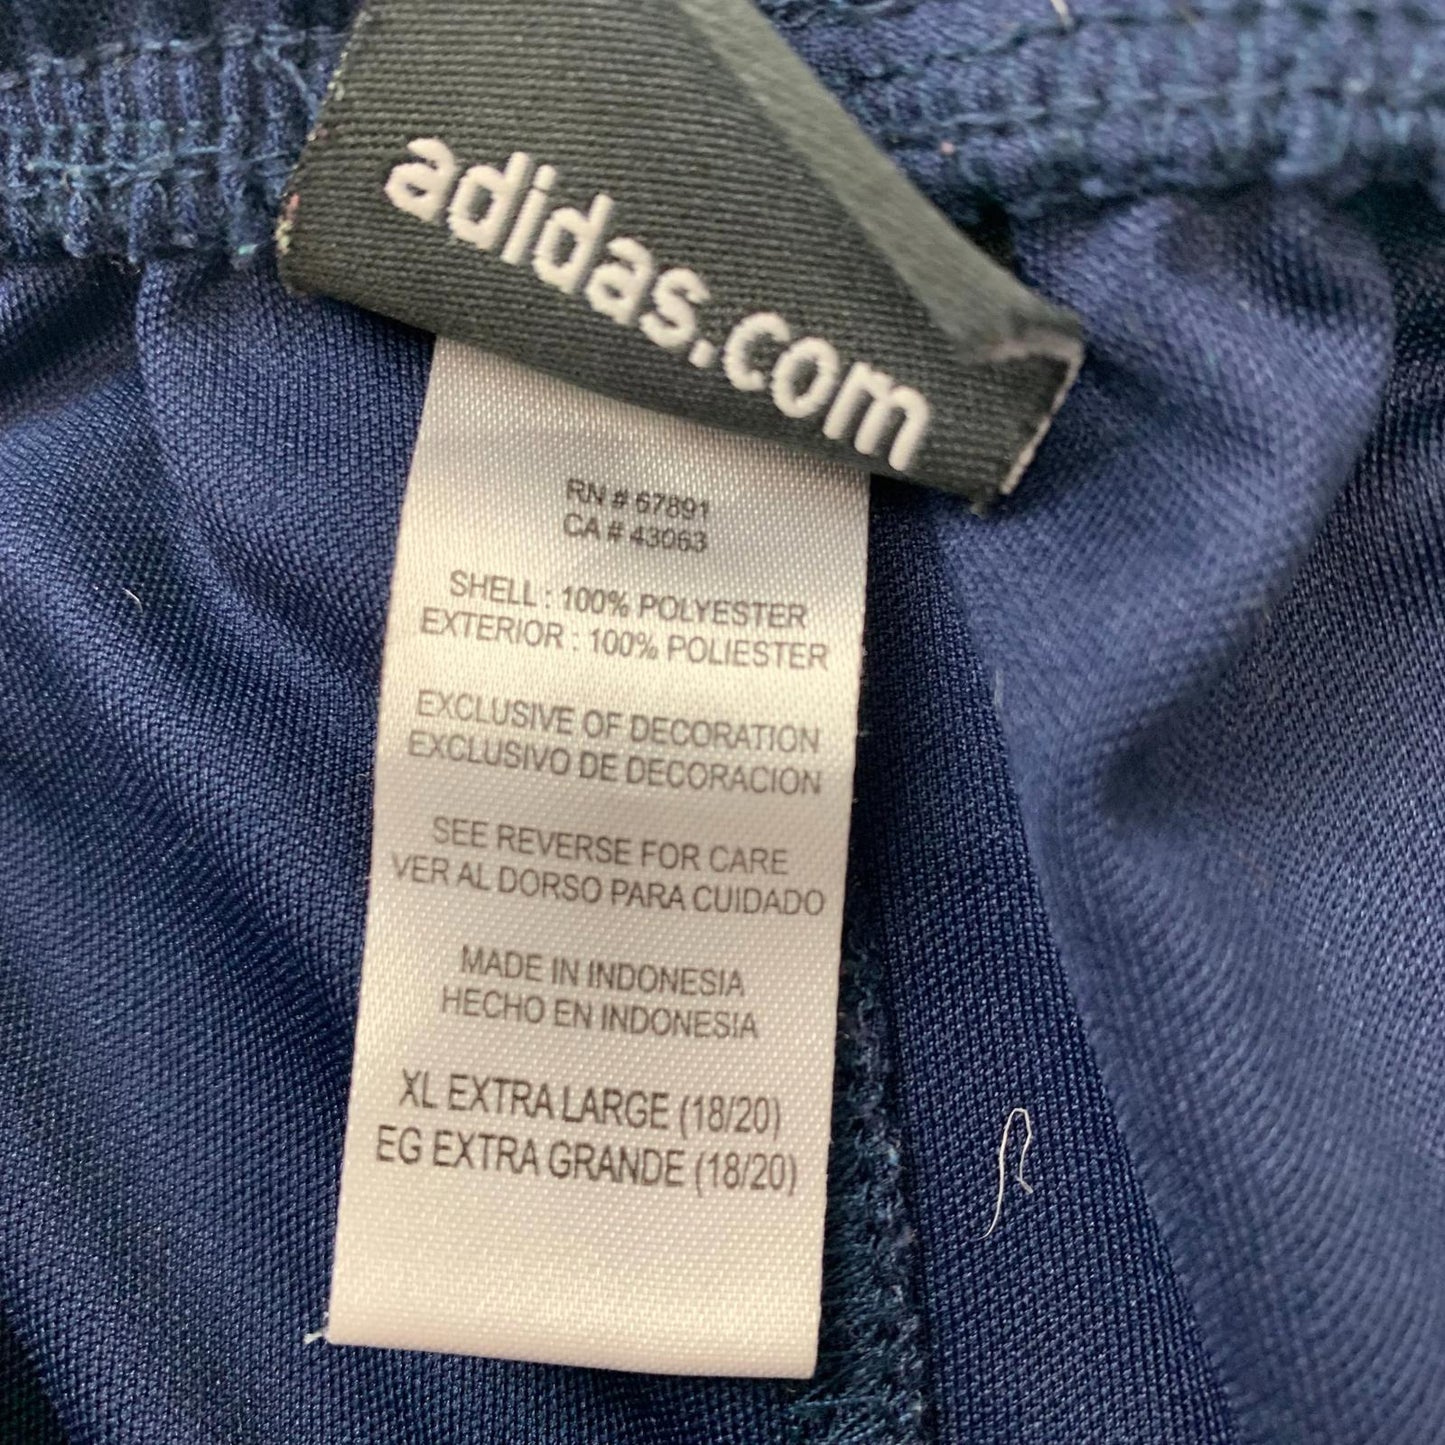 adidas.com
RN # 67891
CA # 43063
SHELL : 100% POLYESTER
EXTERIOR : 100% POLIESTER
EXCLUSIVE OF DECORATION
EXCLUSIVO DE DECORACION
SEE REVERSE FOR CARE
VER AL DORSO PARA CUIDADO
MADE IN INDONESIA
HECHO EN INDONESIA
XL EXTRA LARGE (18/20)
EG EXTRA GRANDE (18/20)